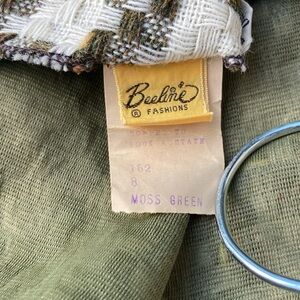 Beeline
® FASHIONS
162
8
MOSS GREEN